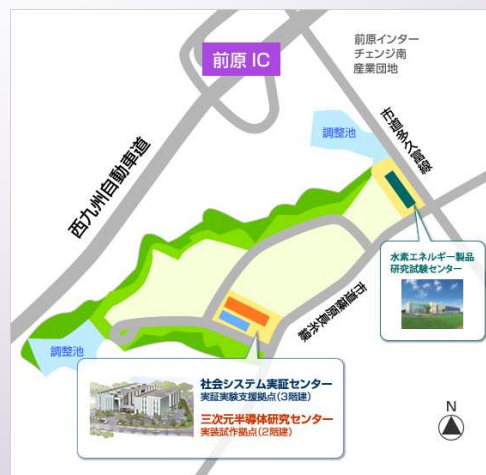 前原インター
チェンジ南
産業団地
前原 IC
調整池
市道多久富線
西九州自動車道
水素エネルギー製品
研究試験センター
市道篠原長糸線
調整池
社会システム実証センター
実証実験支援拠点(3階建)
三次元半導体研究センター
実装試作拠点(2階建)
N